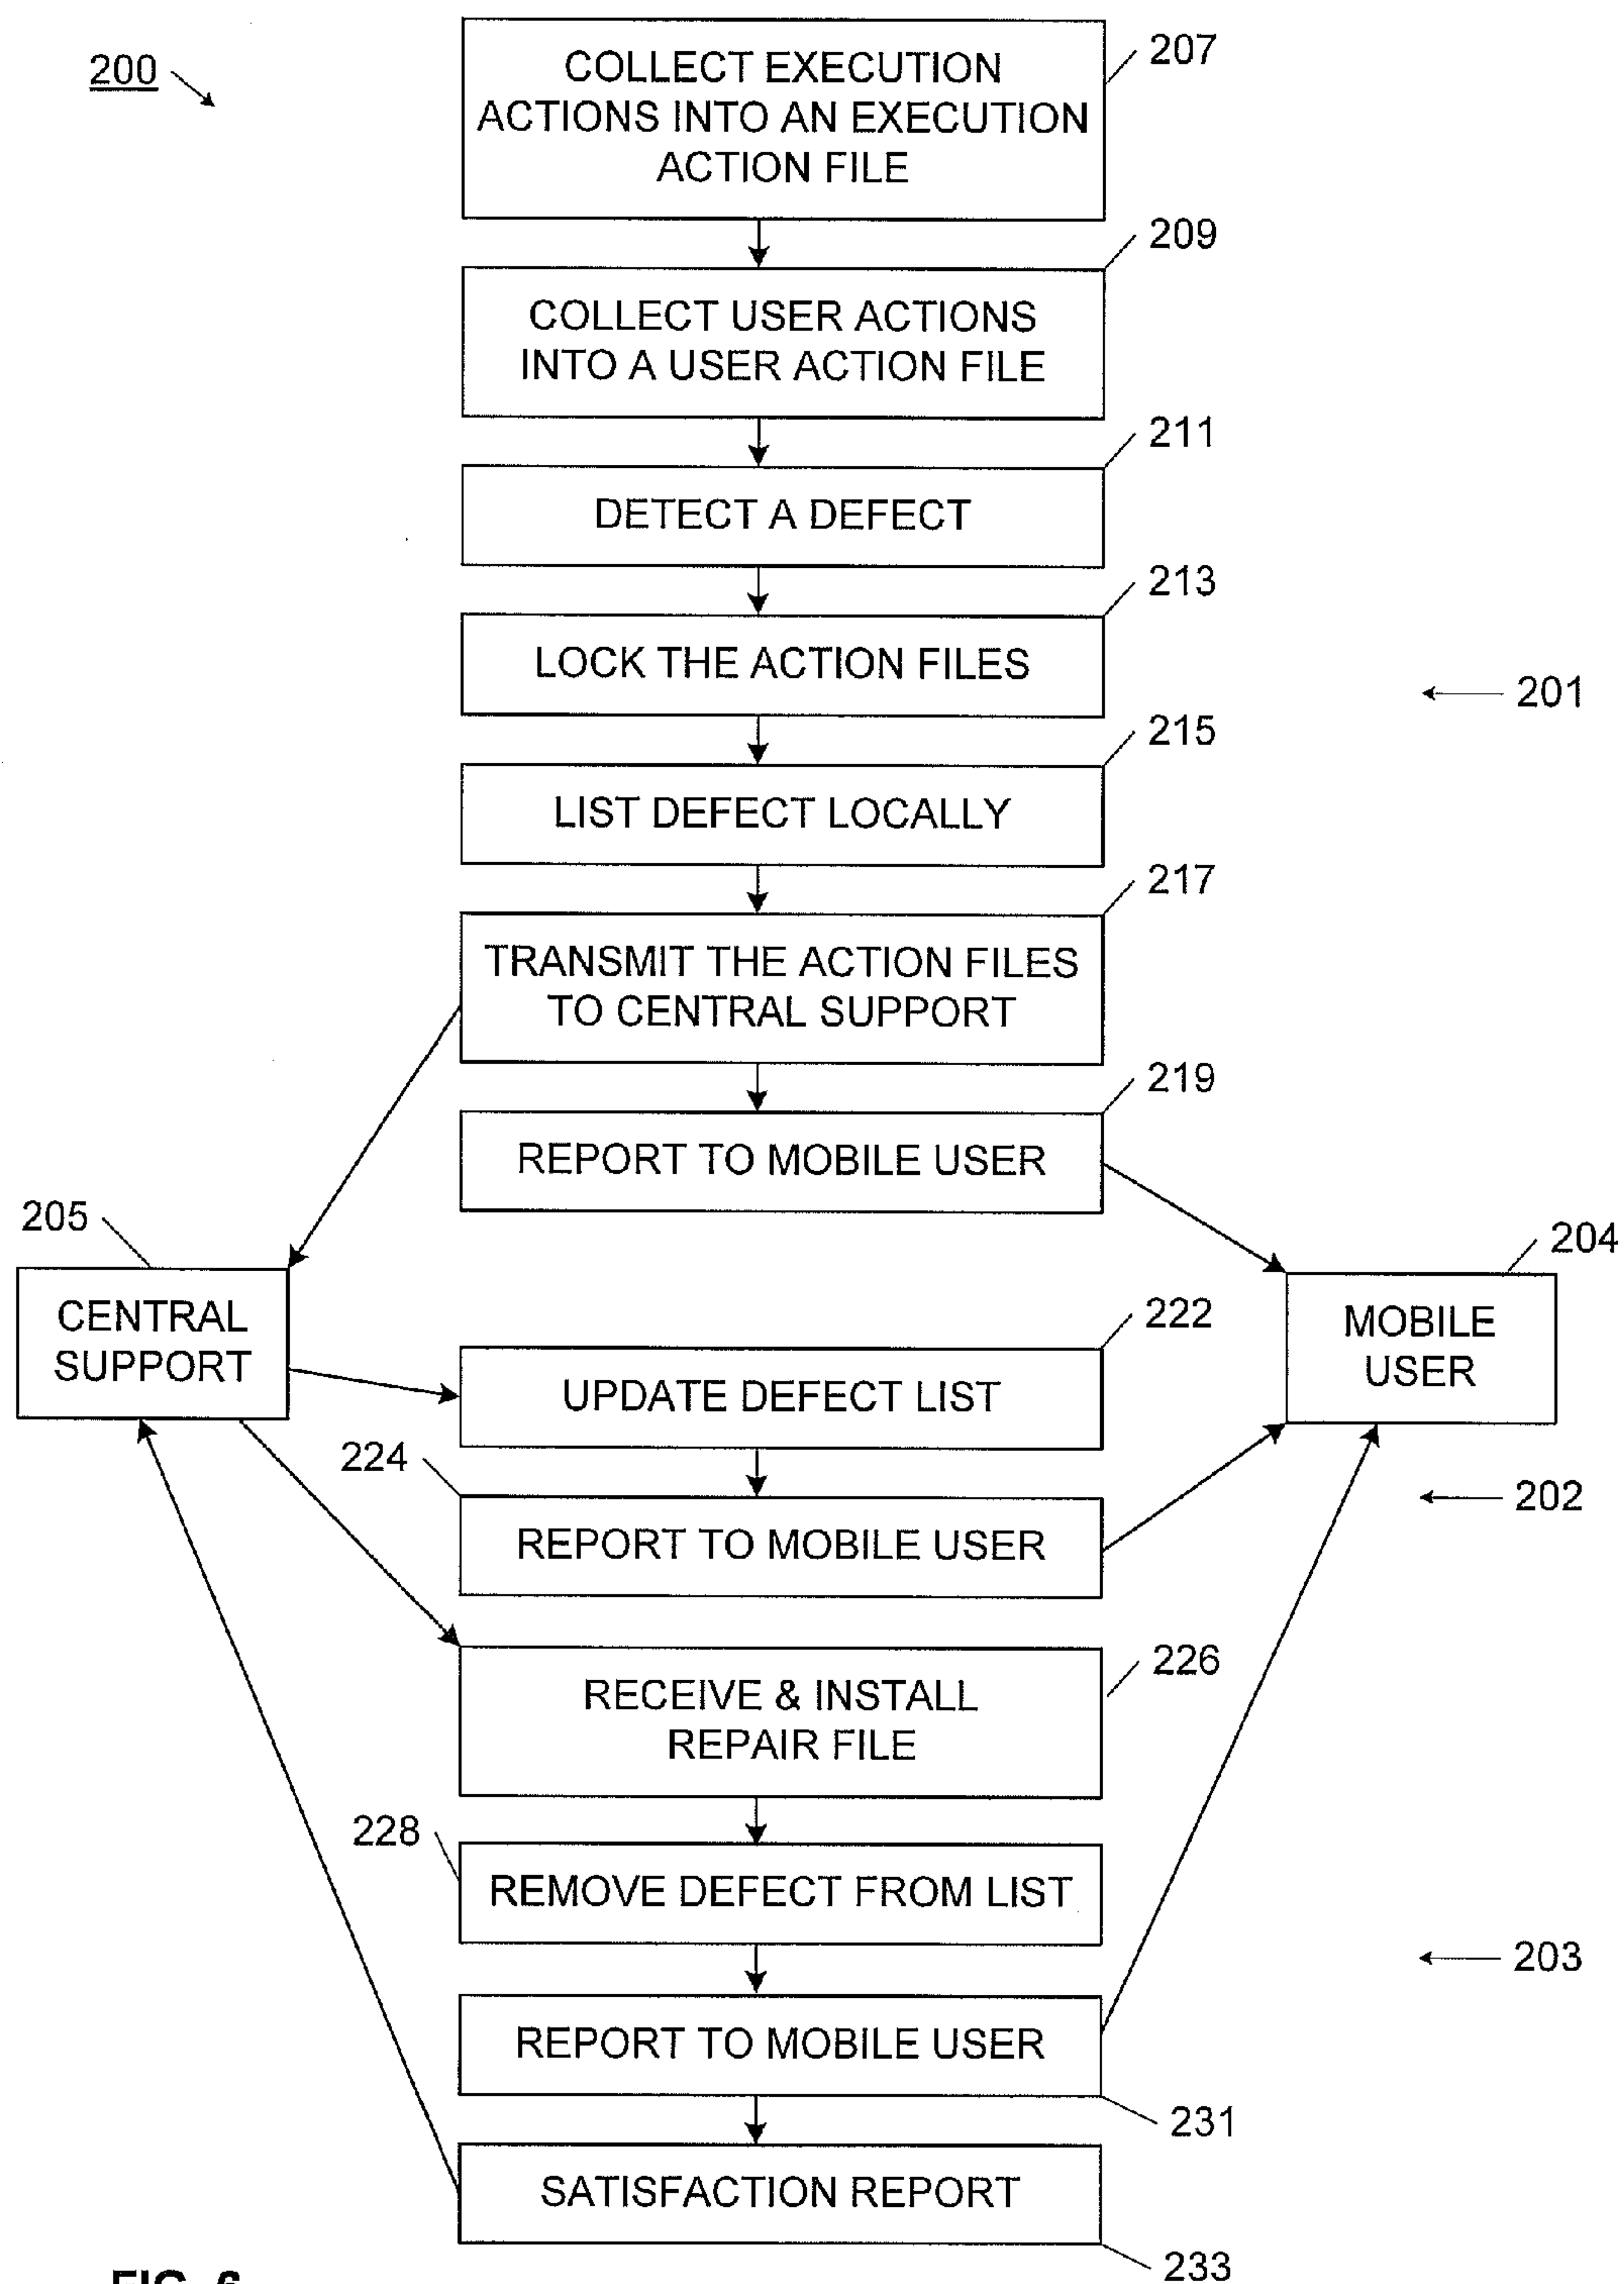 200
COLLECT EXECUTION
ACTIONS INTO AN EXECUTION
ACTION FILE
207
209
COLLECT USER ACTIONS
INTO A USER ACTION FILE
211
DETECT A DEFECT
213
LOCK THE ACTION FILES
201
215
LIST DEFECT LOCALLY
217
TRANSMIT THE ACTION FILES
TO CENTRAL SUPPORT
219
REPORT TO MOBILE USER
205
204
CENTRAL
SUPPORT
MOBILE
USER
222
UPDATE DEFECT LIST
224
202
REPORT TO MOBILE USER
226
RECEIVE & INSTALL
REPAIR FILE
228
REMOVE DEFECT FROM LIST
203
REPORT TO MOBILE USER
231
SATISFACTION REPORT
233
FIG. 6